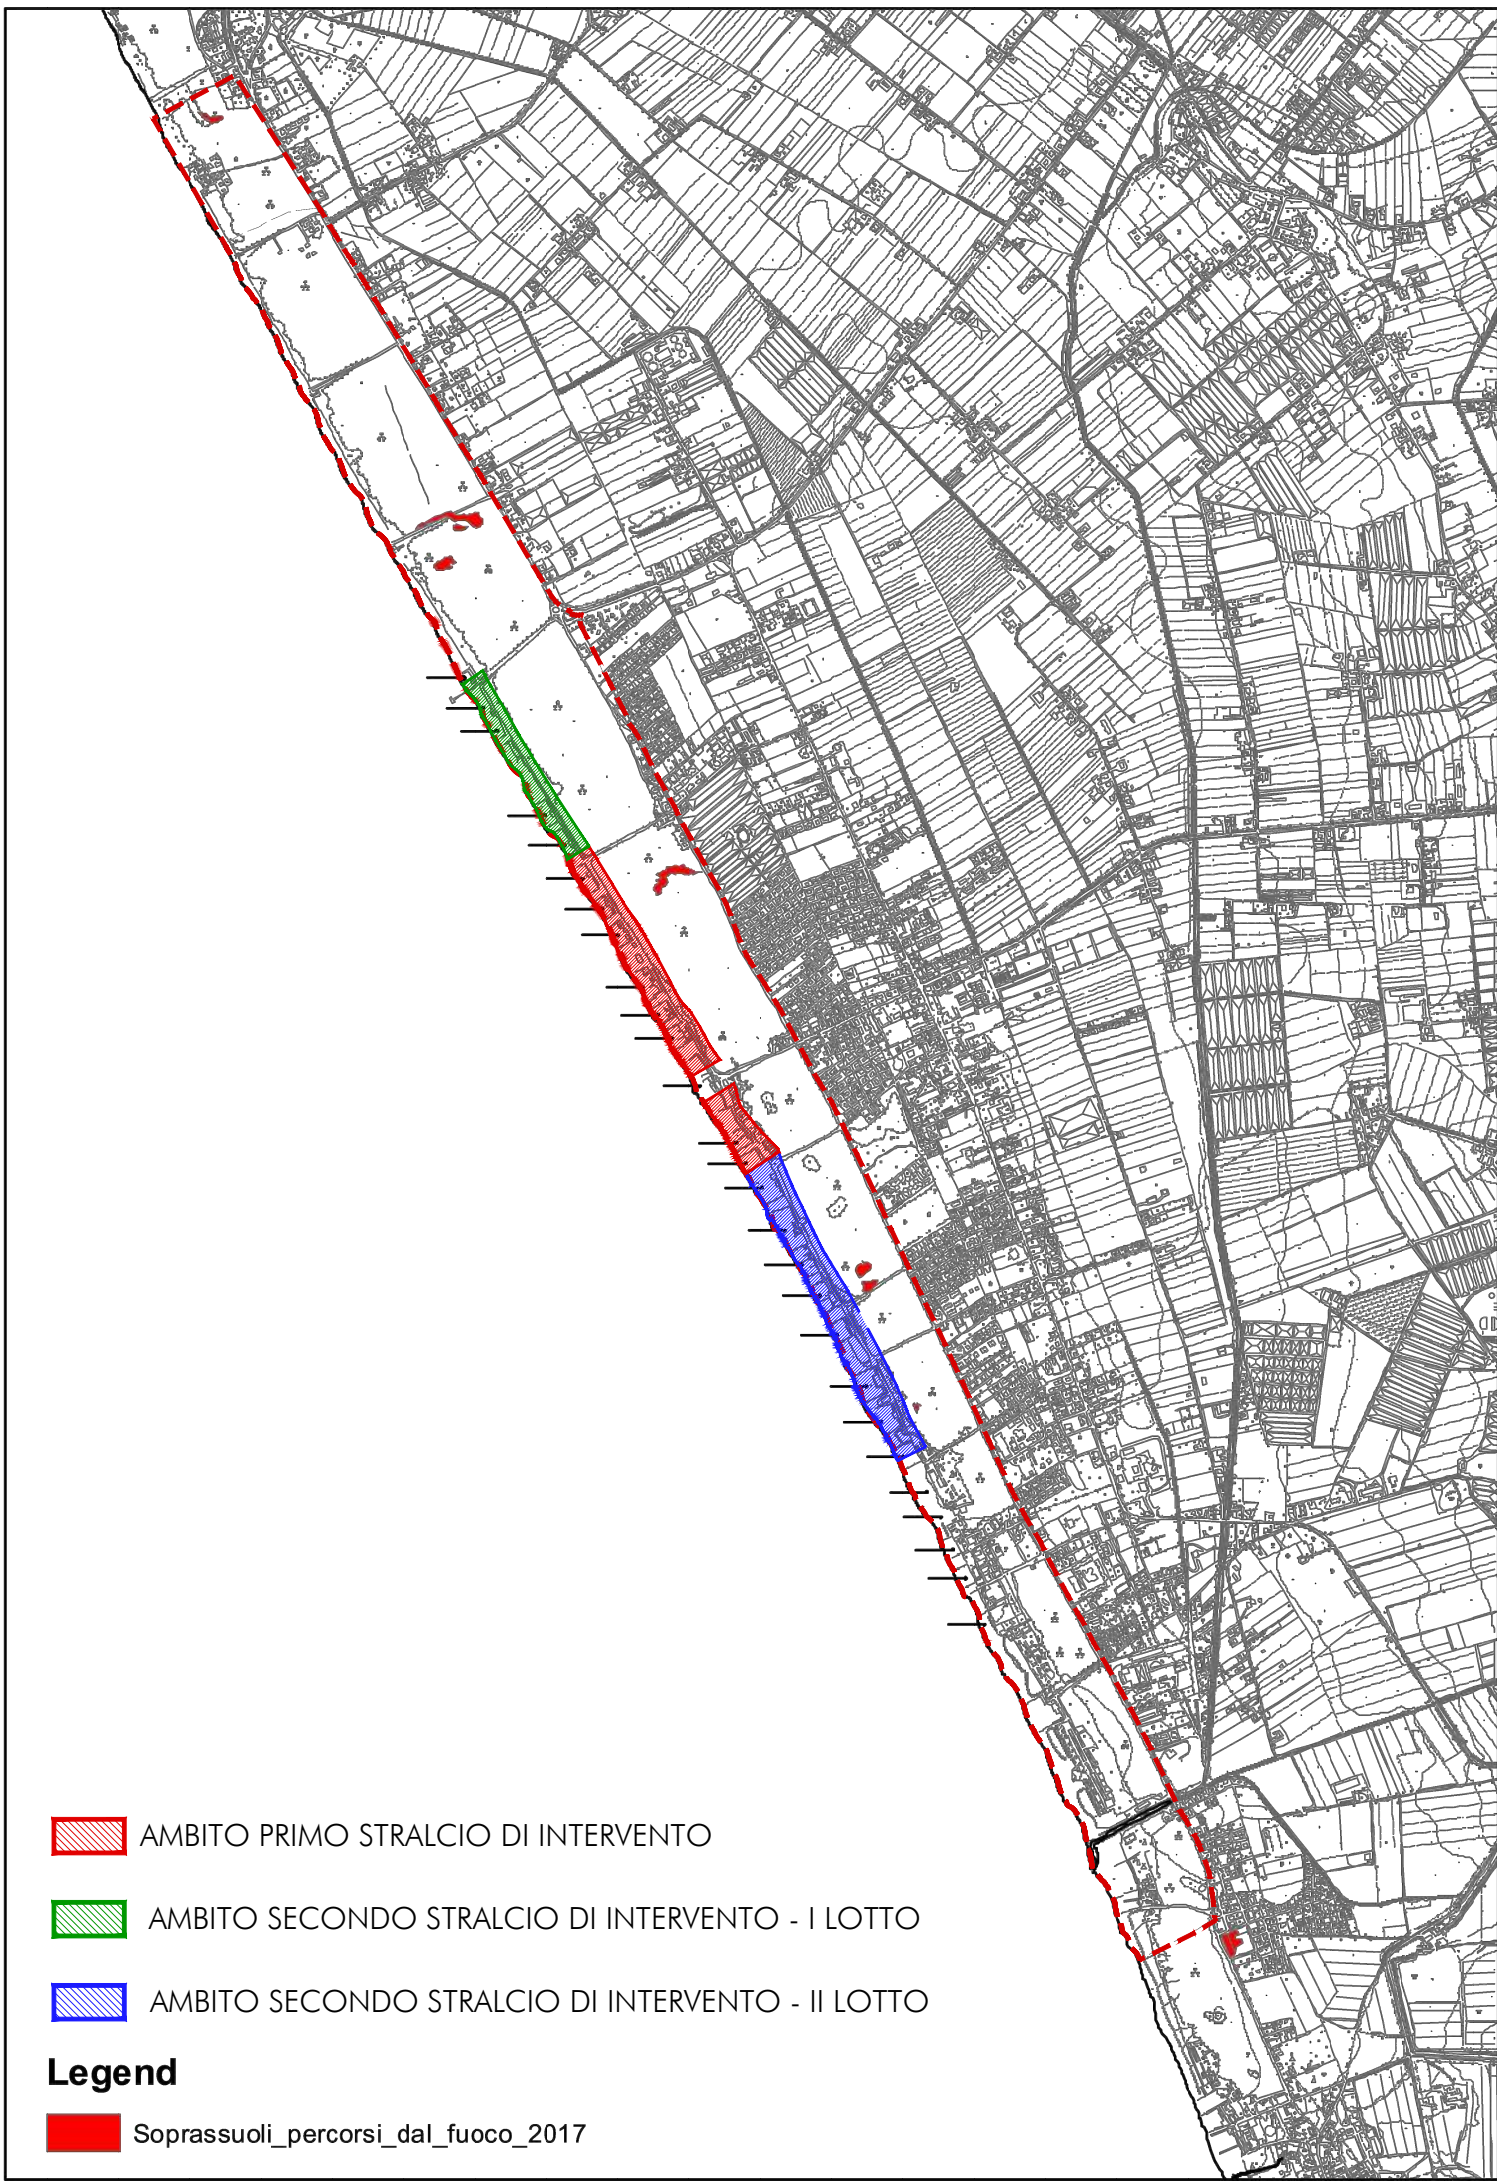 AMBITO PRIMO STRALCIO DI INTERVENTO
AMBITO SECONDO STRALCIO DI INTERVENTO - I LOTTO
AMBITO SECONDO STRALCIO DI INTERVENTO - II LOTTO
Legend
Soprassuoli_percorsi_dal_fuoco_2017